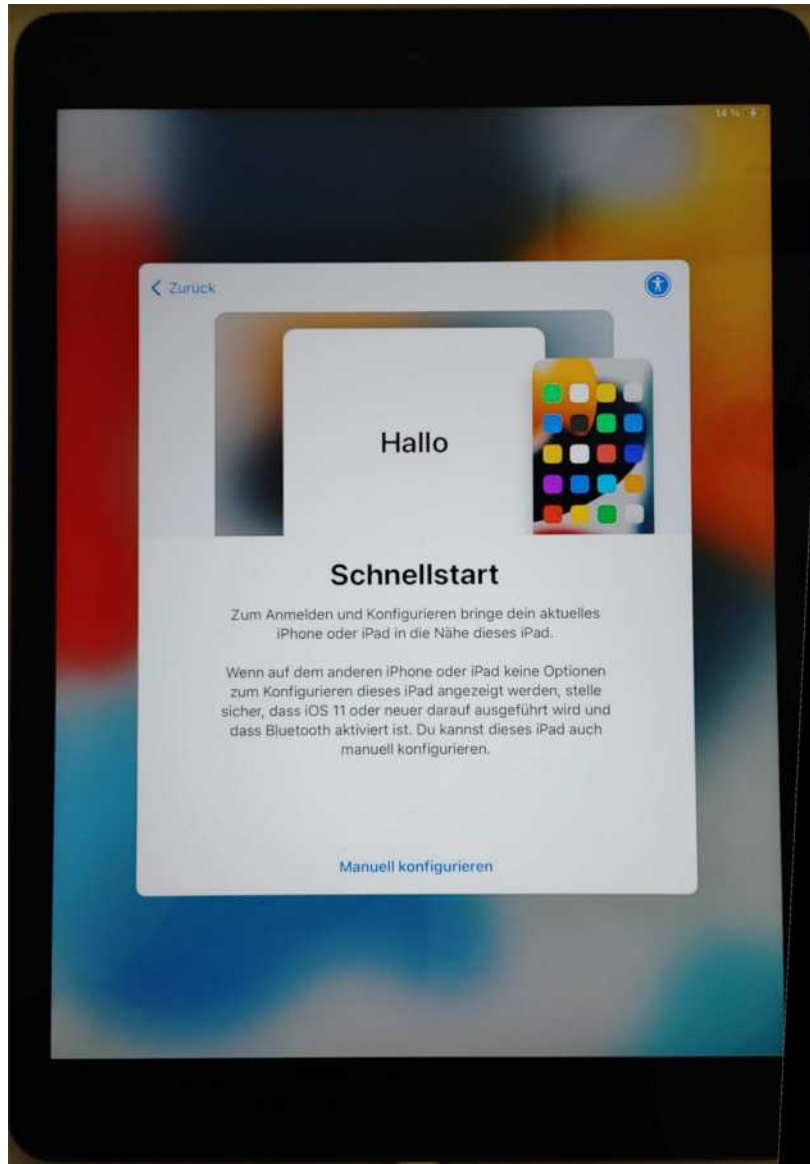 14 %
Zurück
Hallo
Schnellstart
Zum Anmelden und Konfigurieren bringe dein aktuelles
iPhone oder iPad in die Nähe dieses iPad.
Wenn auf dem anderen iPhone oder iPad keine Optionen
zum Konfigurieren dieses iPad angezeigt werden, stelle
sicher, dass iOS 11 oder neuer darauf ausgeführt wird und
dass Bluetooth aktiviert ist. Du kannst dieses iPad auch
manuell konfigurieren.
Manuell konfigurieren